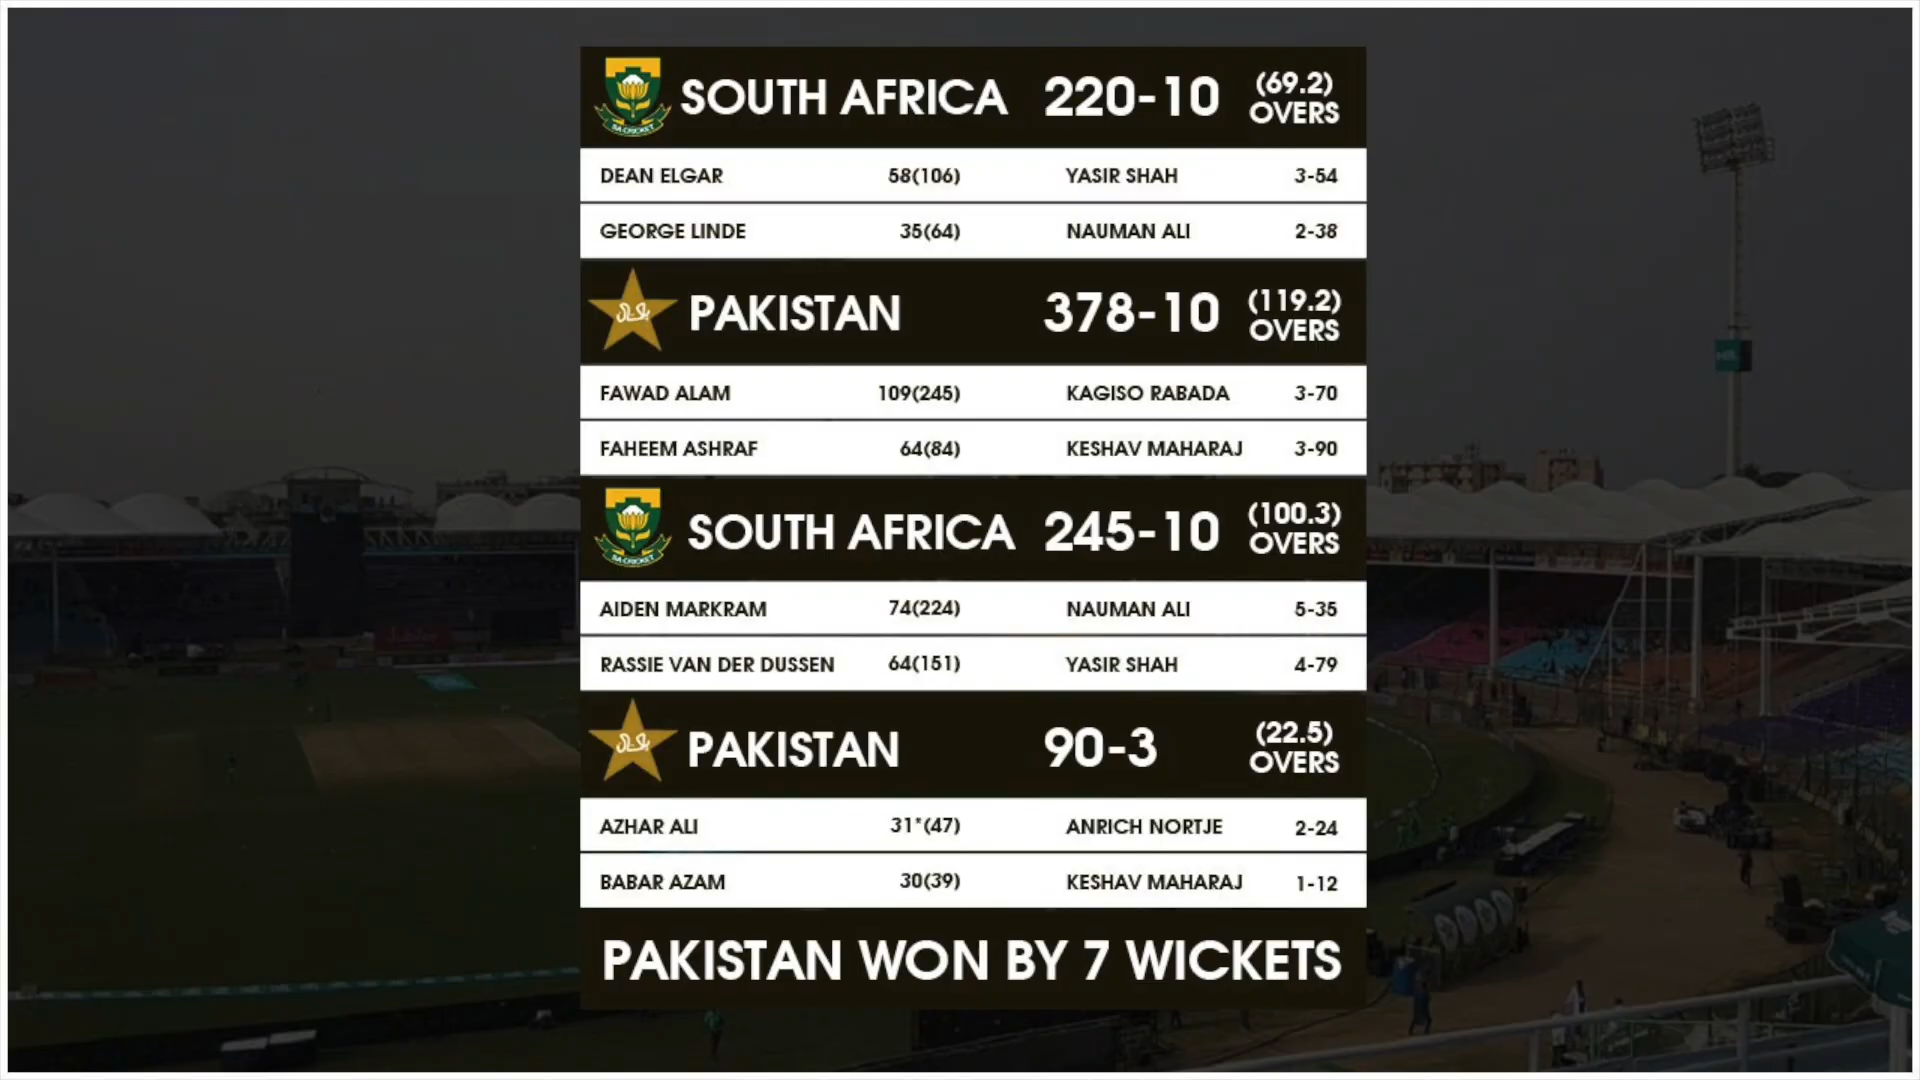 SOUTH AFRICA 220-10 (69.2) OVERS
DEAN ELGAR 58(106) YASIR SHAH 3-54
GEORGE LINDE 35(64) NAUMAN ALI 2-38
PAKISTAN 378-10 (119.2) OVERS
FAWAD ALAM 109(245) KAGISO RABADA 3-70
FAHEEM ASHRAF 64(84) KESHAV MAHARAJ 3-90
SOUTH AFRICA 245-10 (100.3) OVERS
AIDEN MARKRAM 74(224) NAUMAN ALI 5-35
RASSIE VAN DER DUSSEN 64(151) YASIR SHAH 4-79
PAKISTAN 90-3 (22.5) OVERS
AZHAR ALI 31*(47) ANRICH NORTJE 2-24
BABAR AZAM 30(39) KESHAV MAHARAJ 1-12
PAKISTAN WON BY 7 WICKETS